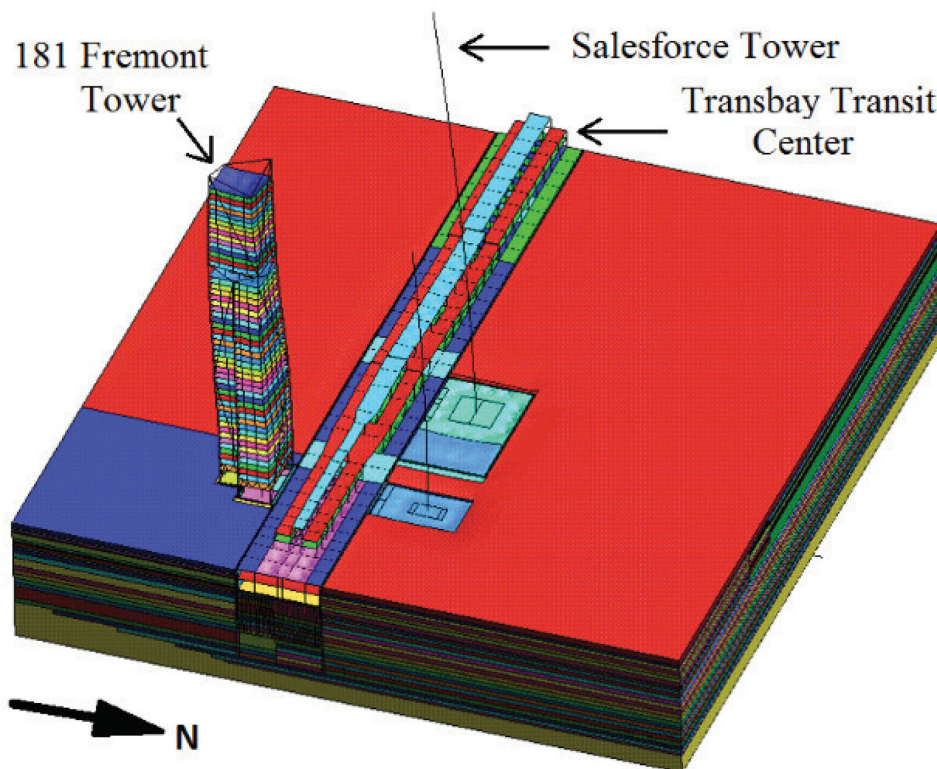 181 Fremont
Tower
Salesforce Tower
Transbay Transit
Center
N